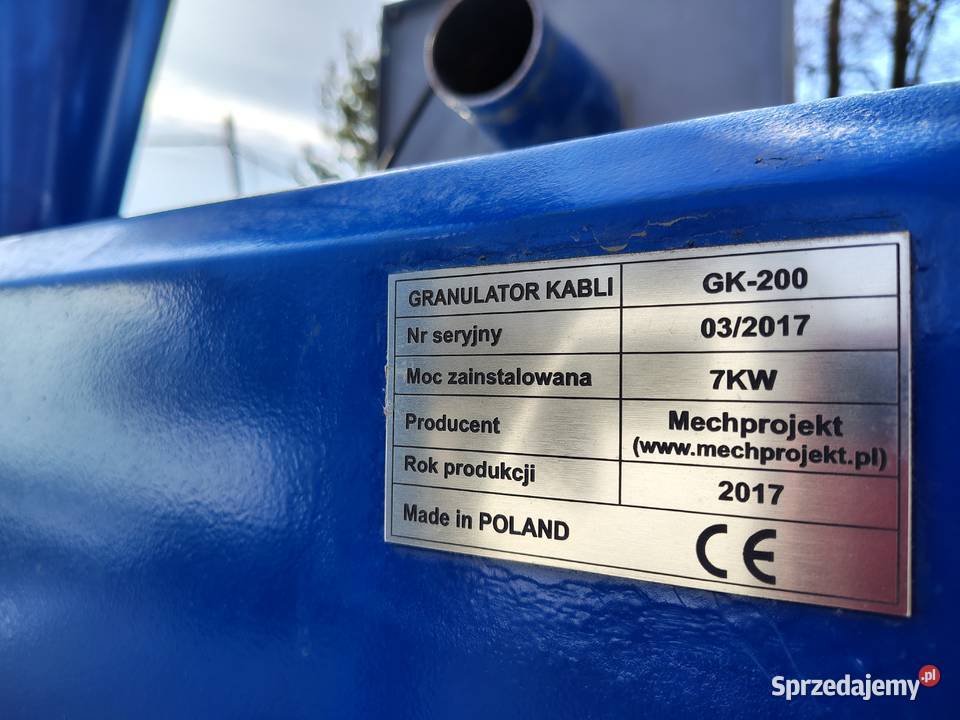 GRANULATOR KABLI GK-200
Nr seryjny 03/2017
Moc zainstalowana 7KW
Producent Mechprojekt
(www.mechprojekt.pl)
Rok produkcji 2017
Made in POLAND CE
Sprzedajemy.pl